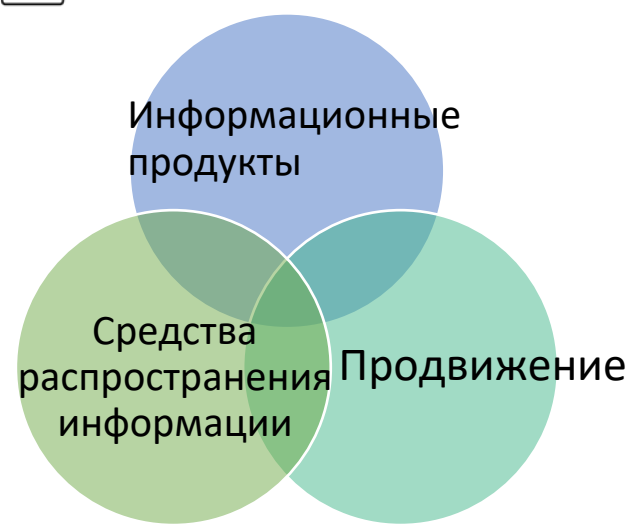 Информационные
продукты
Средства
распространения
информации
Продвижение